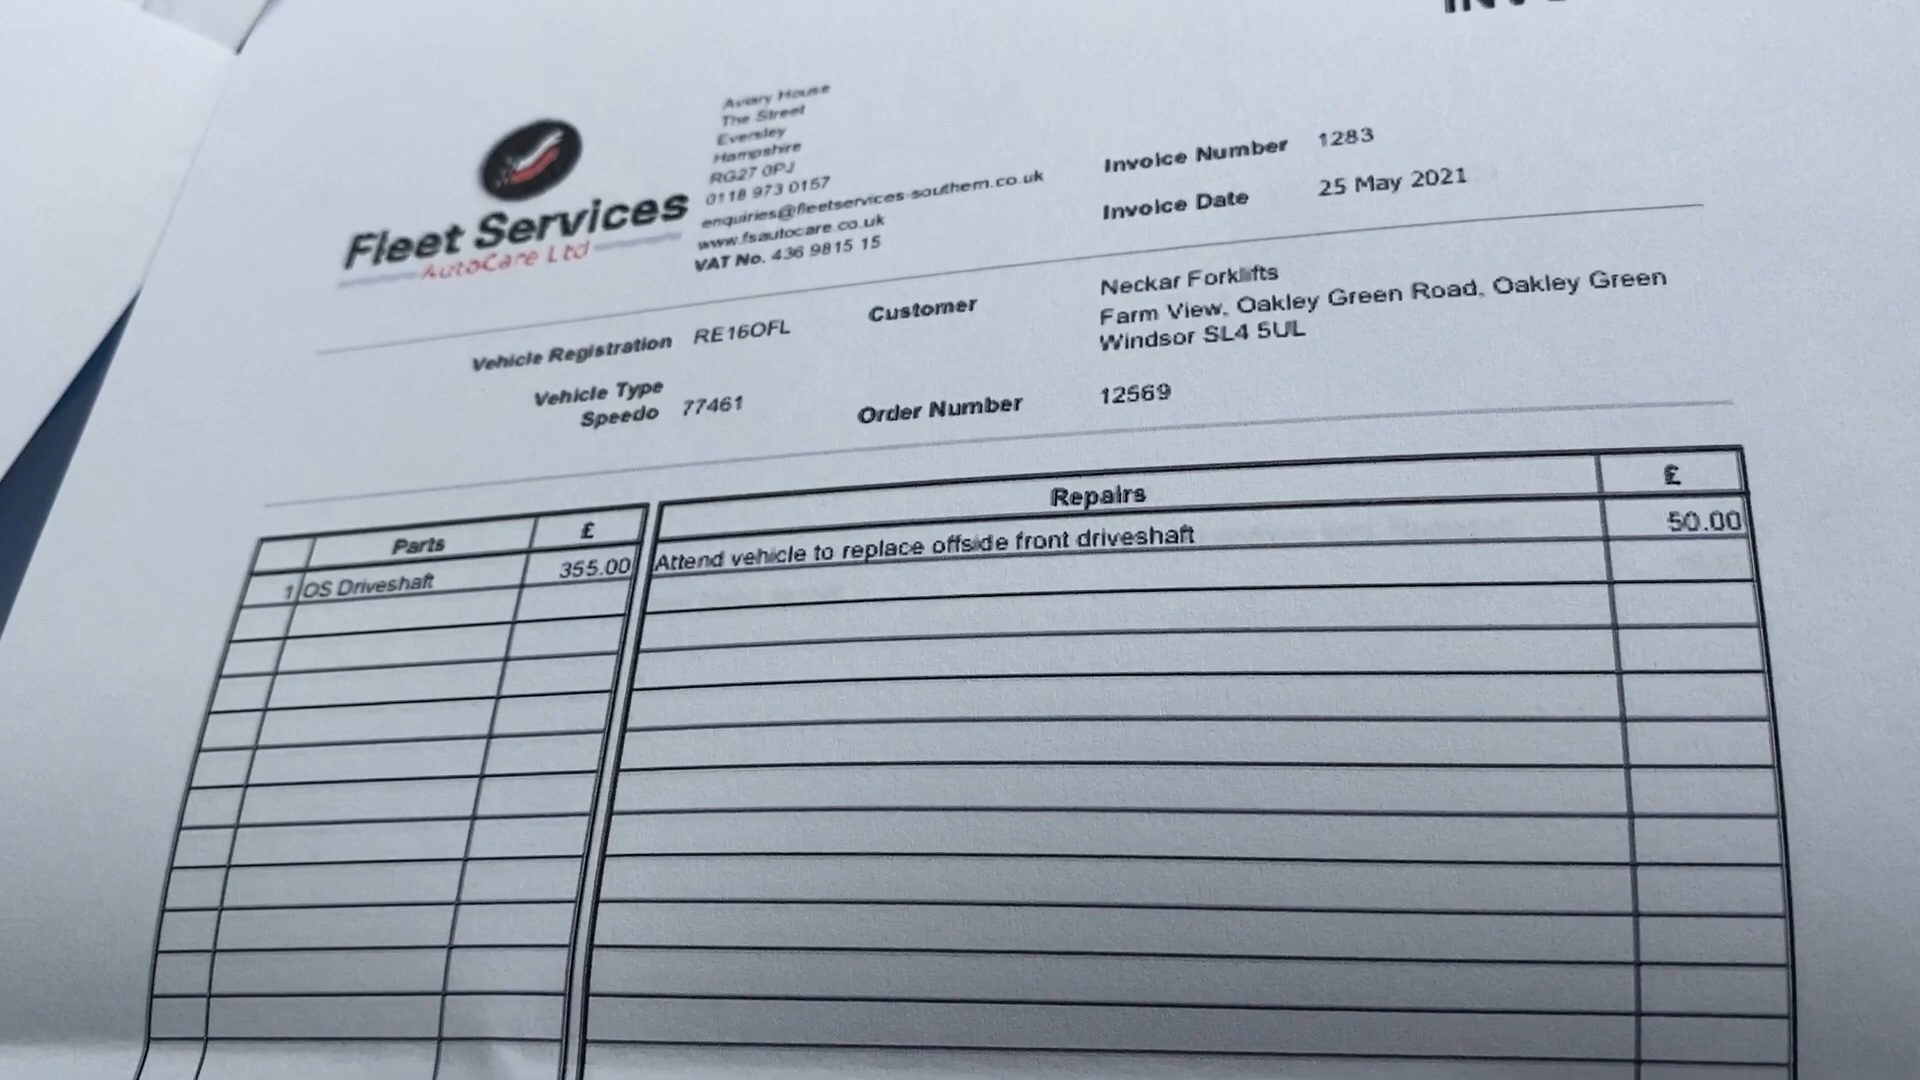 Fleet Services
AutoCare Ltd
Aviary House
The Street
Eversley
Hampshire
RG27 0PJ
0118 973 0157
enquiries@fleetservices-southern.co.uk
www.fsautocare.co.uk
VAT No. 436 9815 15
Invoice Number 1283
Invoice Date 25 May 2021
Vehicle Registration RE16OFL
Customer Neckar Forklifts
Farm View, Oakley Green Road, Oakley Green
Windsor SL4 5UL
Vehicle Type
Speedo 77461
Order Number 12569
Parts £
1 OS Driveshaft 355.00
Repairs £
Attend vehicle to replace offside front driveshaft 50.00